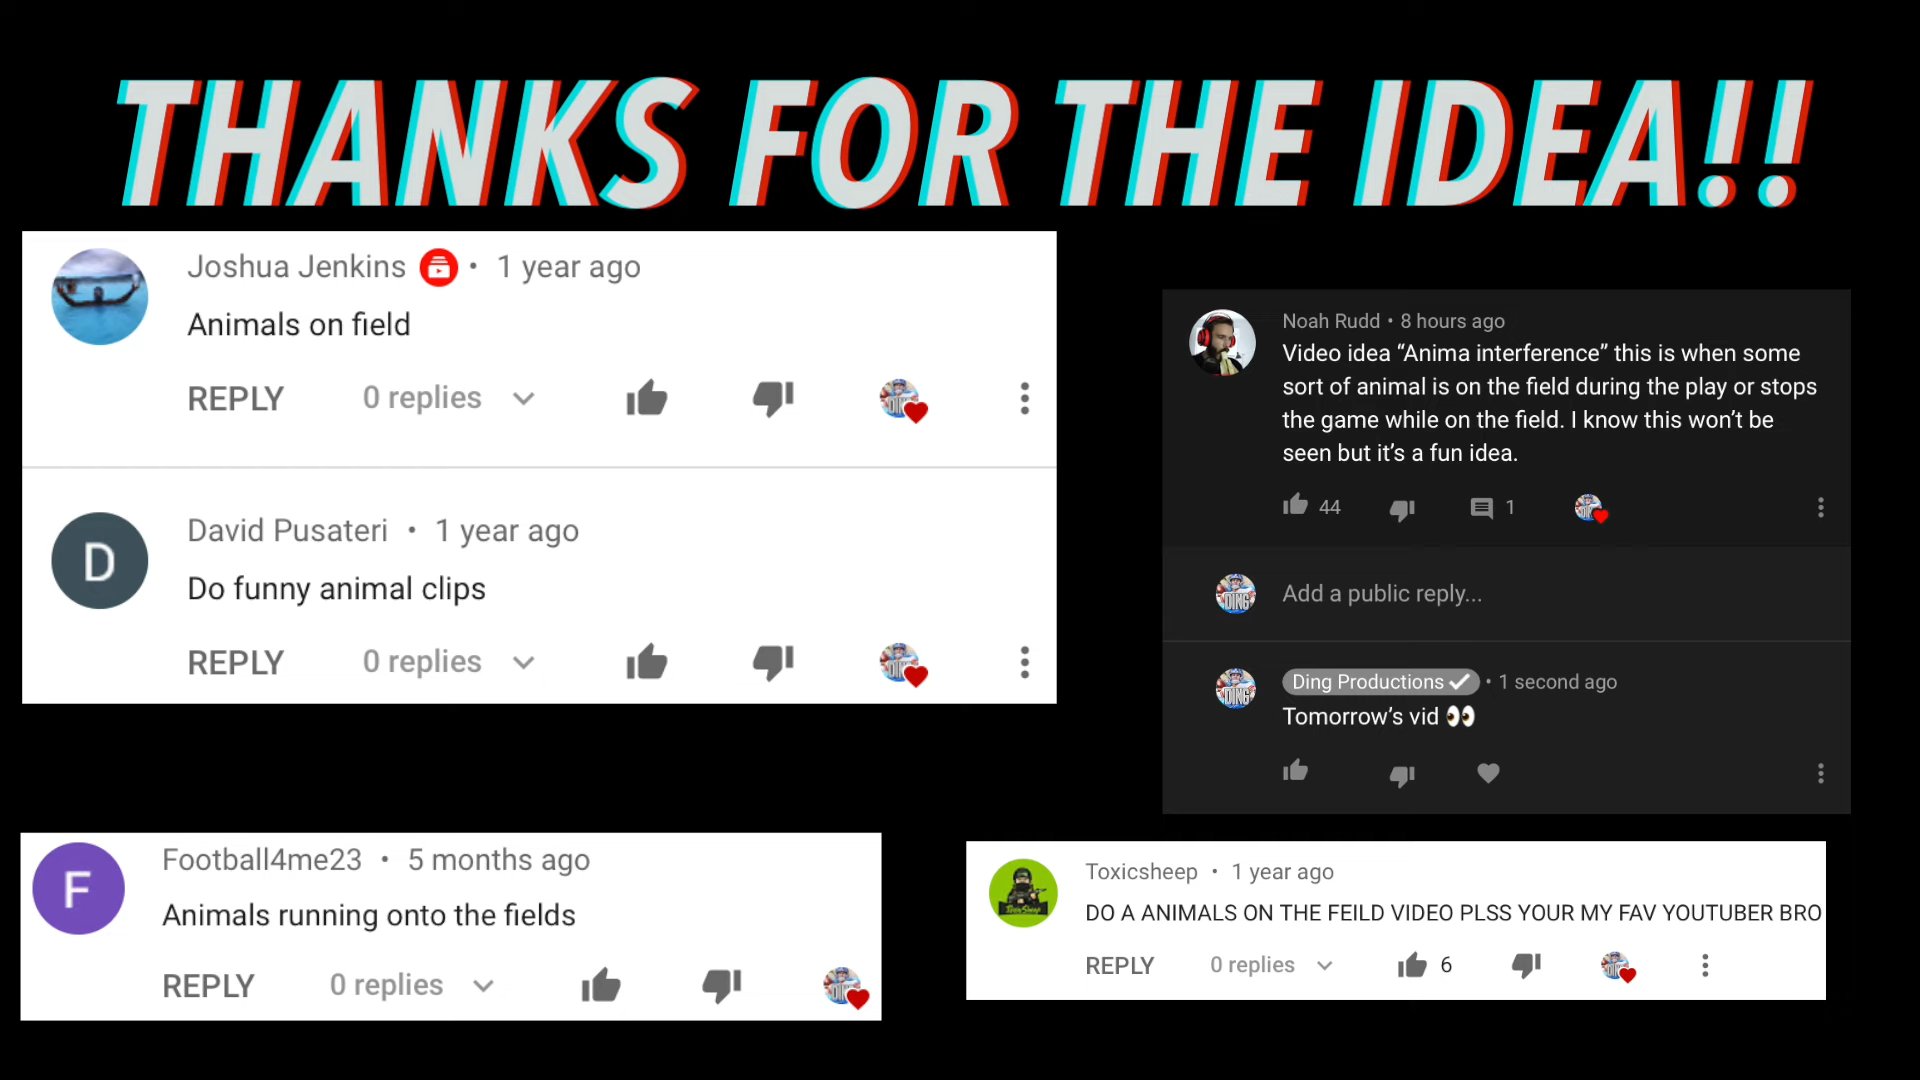 THANKS FOR THE IDEA!!
Joshua Jenkins • 1 year ago
Animals on field
REPLY 0 replies
D
David Pusateri • 1 year ago
Do funny animal clips
REPLY 0 replies
Noah Rudd • 8 hours ago
Video idea “Anima interference” this is when some
sort of animal is on the field during the play or stops
the game while on the field. I know this won’t be
seen but it’s a fun idea.
44 1
DING
Add a public reply...
DING
Ding Productions • 1 second ago
Tomorrow’s vid 👀
F
Football4me23 • 5 months ago
Animals running onto the fields
REPLY 0 replies
Toxicsheep • 1 year ago
DO A ANIMALS ON THE FEILD VIDEO PLSS YOUR MY FAV YOUTUBER BRO
REPLY 0 replies 6